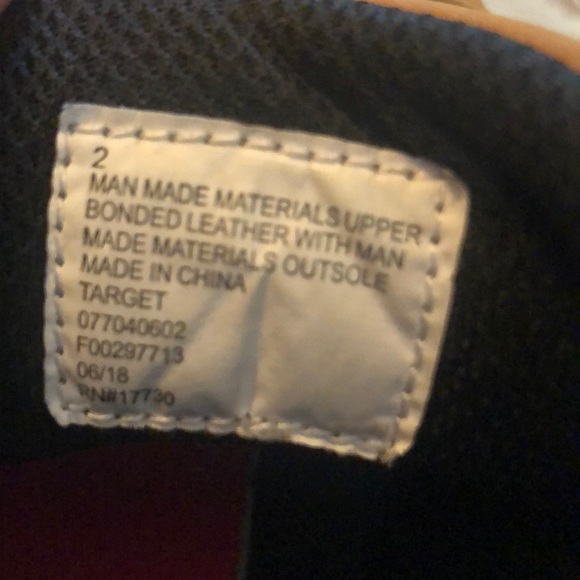 2
MAN MADE MATERIALS UPPER
BONDED LEATHER WITH MAN
MADE MATERIALS OUTSOLE
MADE IN CHINA
TARGET
077040602
F00297713
06/18
RN#17730